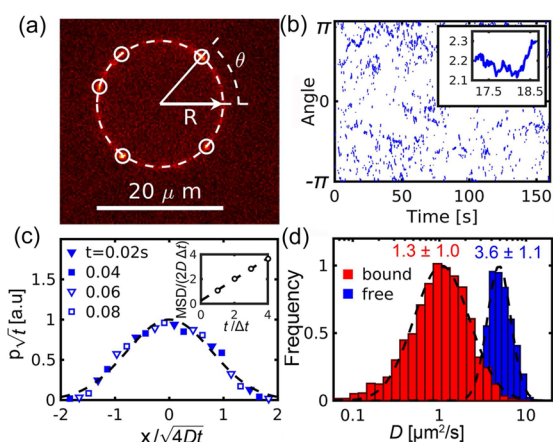 (a)
θ
R
20 μ m
(b)
π
0
-π
Angle
2.3
2.2
2.1
17.5
18.5
0
50
100
150
Time [s]
(c)
p√t [a.u]
1.5
1
0.5
0
t=0.02s
0.04
0.06
0.08
MSD/(2D Δt)
4
2
0
0
2
4
t/Δt
-2
-1
0
1
2
x/√4Dt
(d)
1.3 ± 1.0
3.6 ± 1.1
bound
free
Frequency
1
0.5
0
0.1
1
10
D [μm²/s]